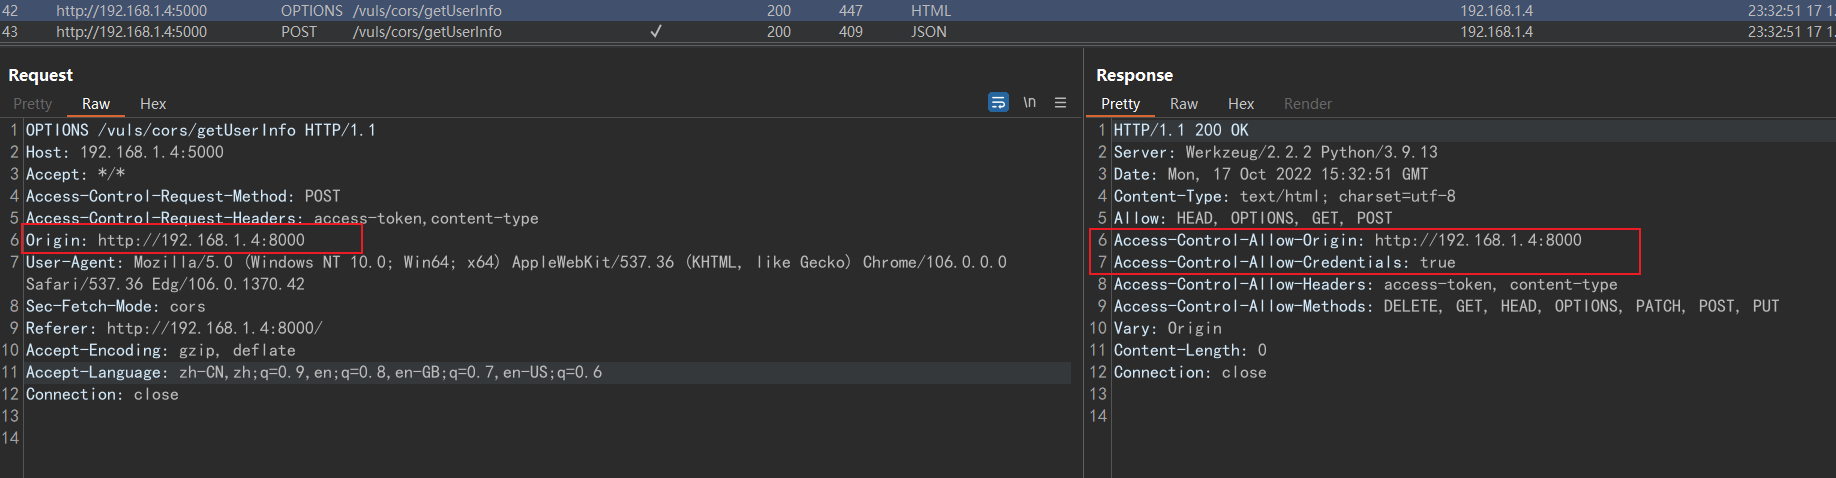 42 http://192.168.1.4:5000 OPTIONS /vuls/cors/getUserInfo 200 447 HTML 192.168.1.4 23:32:51 17 1.
43 http://192.168.1.4:5000 POST /vuls/cors/getUserInfo ✓ 200 409 JSON 192.168.1.4 23:32:51 17 1.
Request
Pretty Raw Hex \n
1 OPTIONS /vuls/cors/getUserInfo HTTP/1.1
2 Host: 192.168.1.4:5000
3 Accept: */*
4 Access-Control-Request-Method: POST
5 Access-Control-Request-Headers: access-token,content-type
6 Origin: http://192.168.1.4:8000
7 User-Agent: Mozilla/5.0 (Windows NT 10.0; Win64; x64) AppleWebKit/537.36 (KHTML, like Gecko) Chrome/106.0.0.0
Safari/537.36 Edg/106.0.1370.42
8 Sec-Fetch-Mode: cors
9 Referer: http://192.168.1.4:8000/
10 Accept-Encoding: gzip, deflate
11 Accept-Language: zh-CN,zh;q=0.9,en;q=0.8,en-GB;q=0.7,en-US;q=0.6
12 Connection: close
13
14
Response
Pretty Raw Hex Render
1 HTTP/1.1 200 OK
2 Server: Werkzeug/2.2.2 Python/3.9.13
3 Date: Mon, 17 Oct 2022 15:32:51 GMT
4 Content-Type: text/html; charset=utf-8
5 Allow: HEAD, OPTIONS, GET, POST
6 Access-Control-Allow-Origin: http://192.168.1.4:8000
7 Access-Control-Allow-Credentials: true
8 Access-Control-Allow-Headers: access-token, content-type
9 Access-Control-Allow-Methods: DELETE, GET, HEAD, OPTIONS, PATCH, POST, PUT
10 Vary: Origin
11 Content-Length: 0
12 Connection: close
13
14